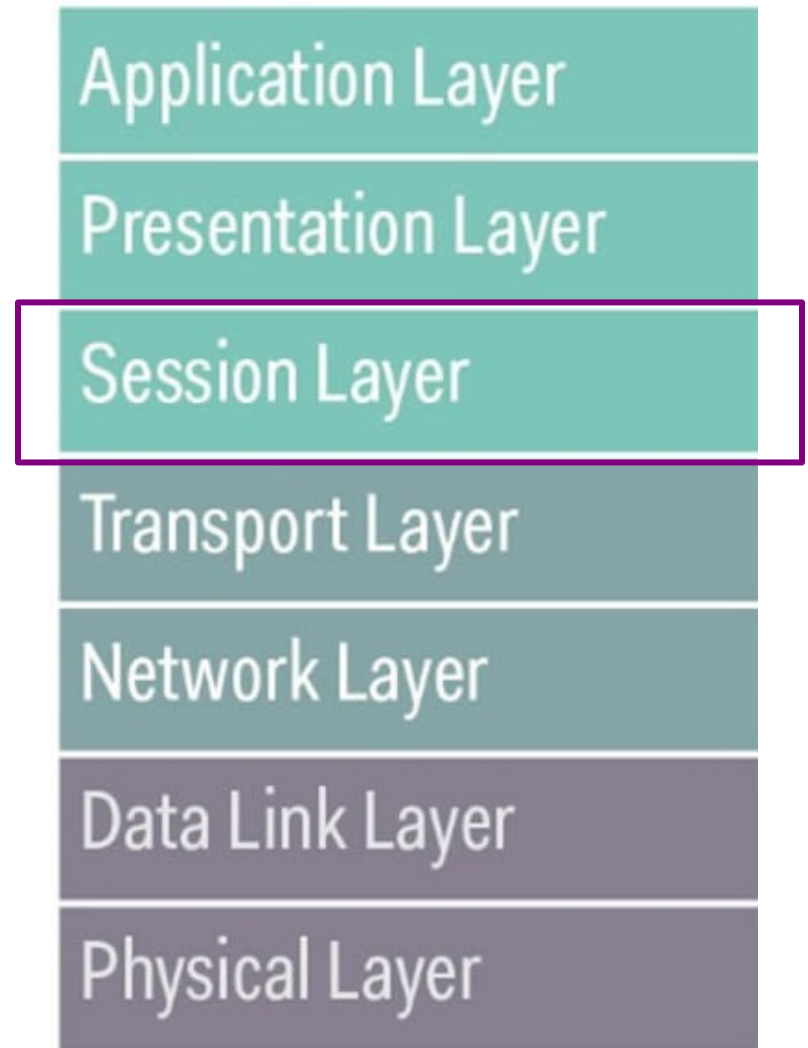 Application Layer
Presentation Layer
Session Layer
Transport Layer
Network Layer
Data Link Layer
Physical Layer